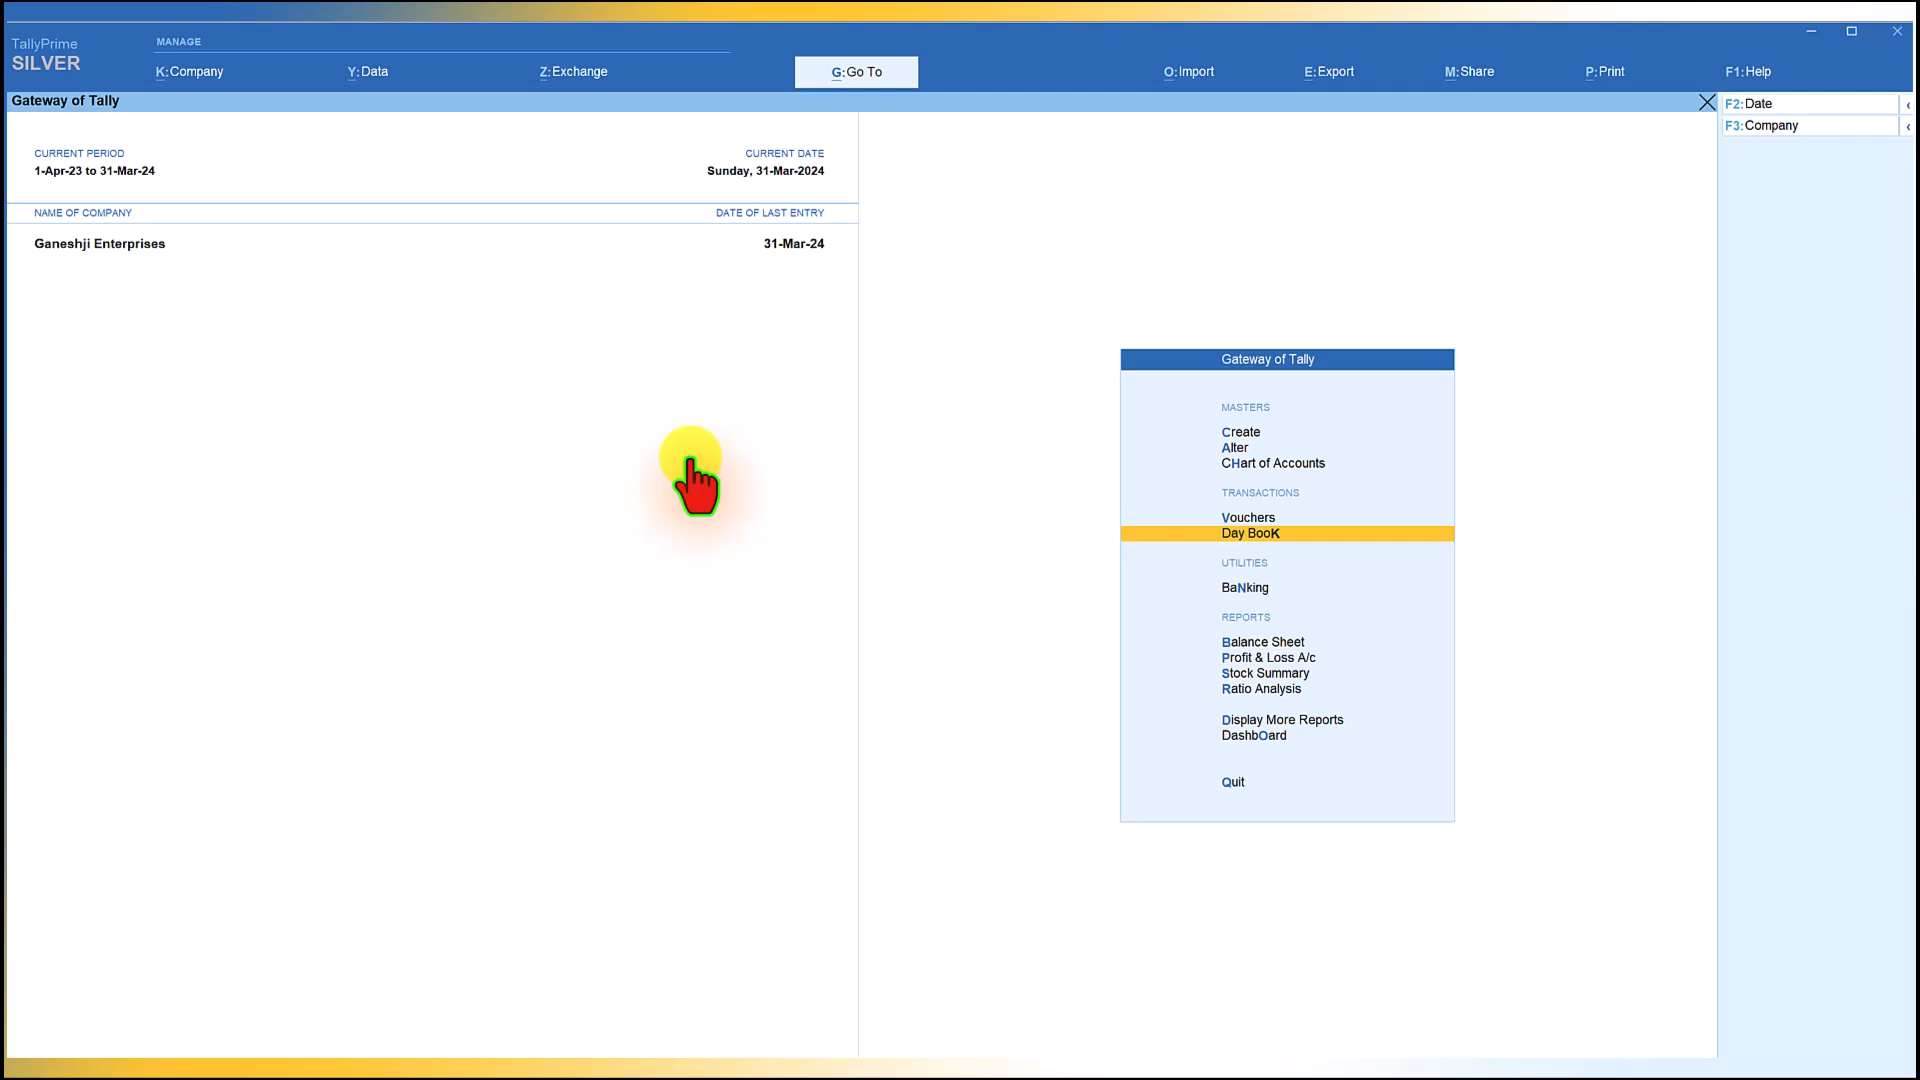 TallyPrime
SILVER
MANAGE
K:Company
Y:Data
Z:Exchange
G:Go To
O:Import
E:Export
M:Share
P:Print
F1:Help
Gateway of Tally
F2:Date
F3:Company
CURRENT PERIOD
CURRENT DATE
1-Apr-23 to 31-Mar-24
Sunday, 31-Mar-2024
NAME OF COMPANY
DATE OF LAST ENTRY
Ganeshji Enterprises
31-Mar-24
Gateway of Tally
MASTERS
Create
Alter
CHart of Accounts
TRANSACTIONS
Vouchers
Day BooK
UTILITIES
BaNking
REPORTS
Balance Sheet
Profit & Loss A/c
Stock Summary
Ratio Analysis
Display More Reports
DashbOard
Quit